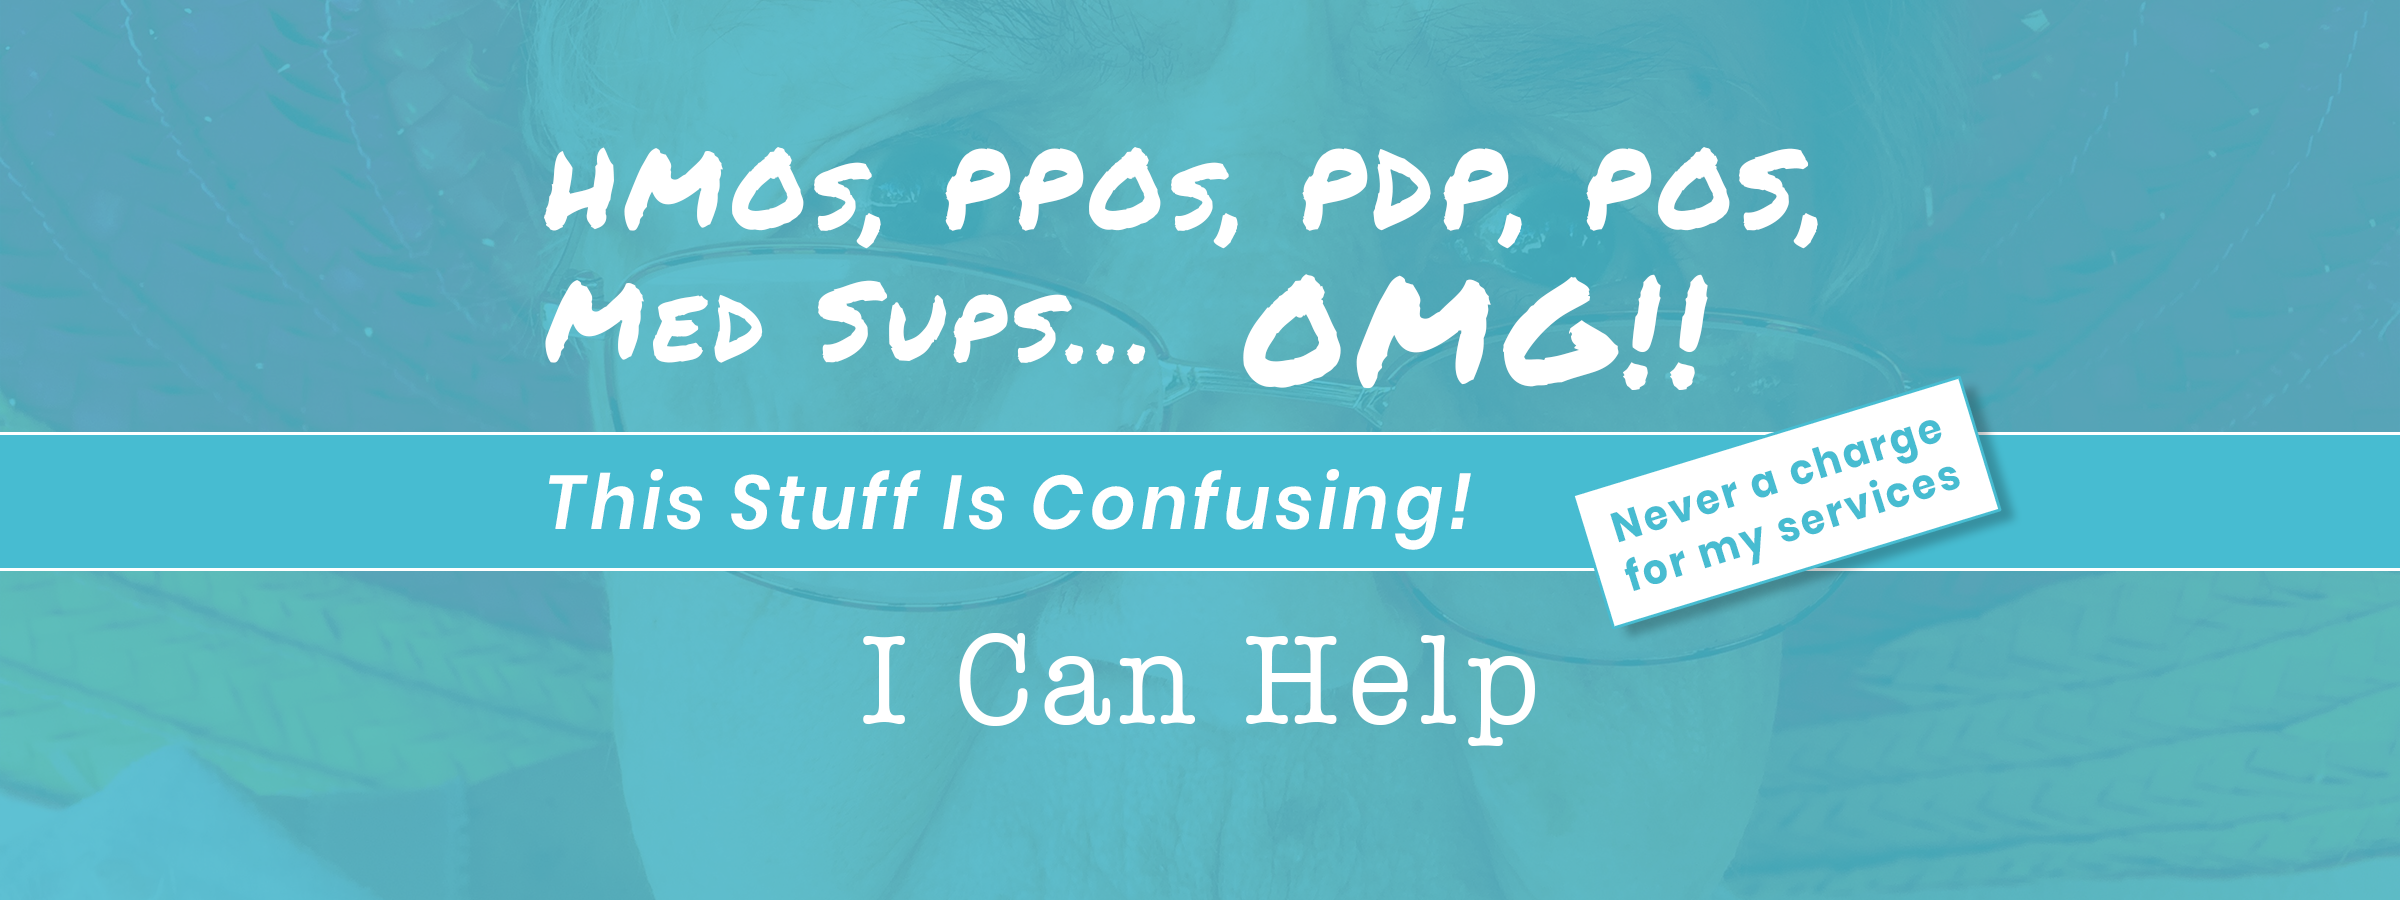 HMOs, PPOs, PDP, POS,
Med Sups... OMG!!
This Stuff Is Confusing!
Never a charge
for my services
I Can Help